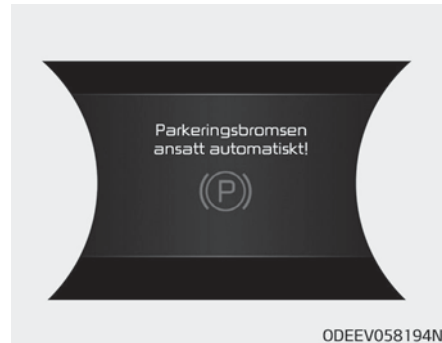 Parkeringsbromsen
ansatt automatiskt!
(P)
ODEEV058194N